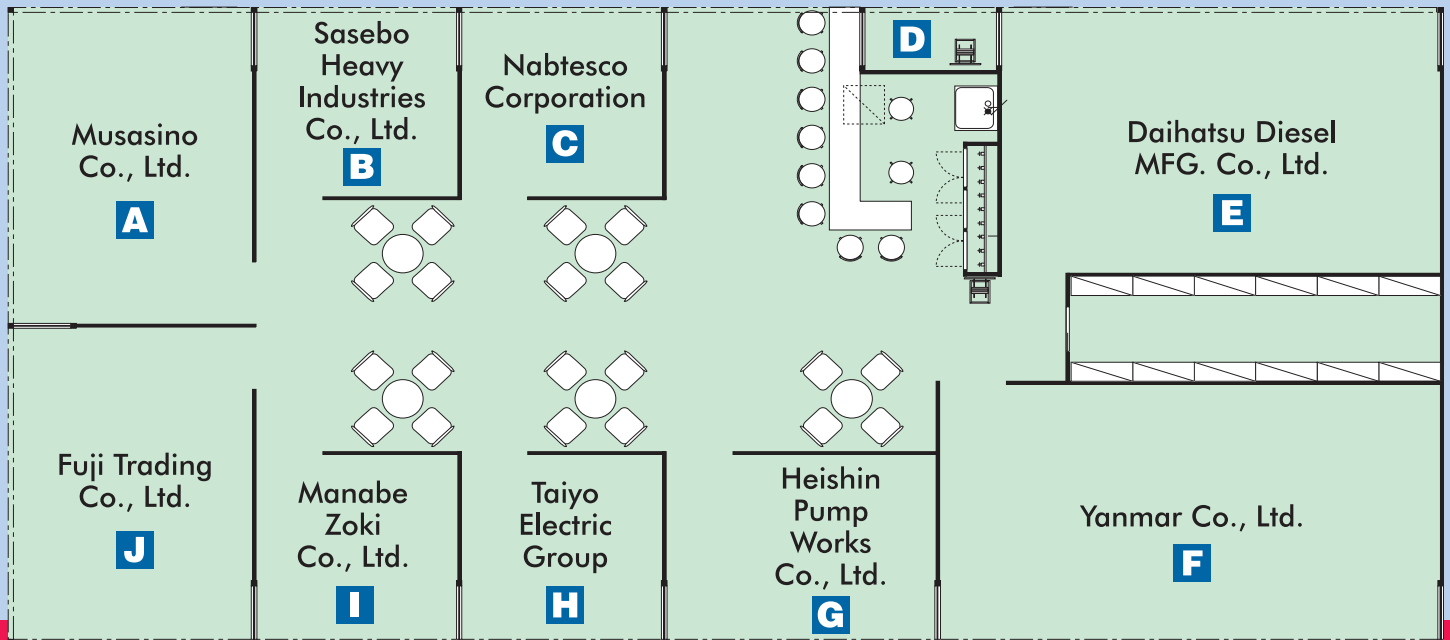 Musasino
Co., Ltd.
A
Sasebo
Heavy
Industries
Co., Ltd.
B
Nabtesco
Corporation
C
D
Daihatsu Diesel
MFG. Co., Ltd.
E
Fuji Trading
Co., Ltd.
J
Manabe
Zoki
Co., Ltd.
I
Taiyo
Electric
Group
H
Heishin
Pump
Works
Co., Ltd.
G
Yanmar Co., Ltd.
F